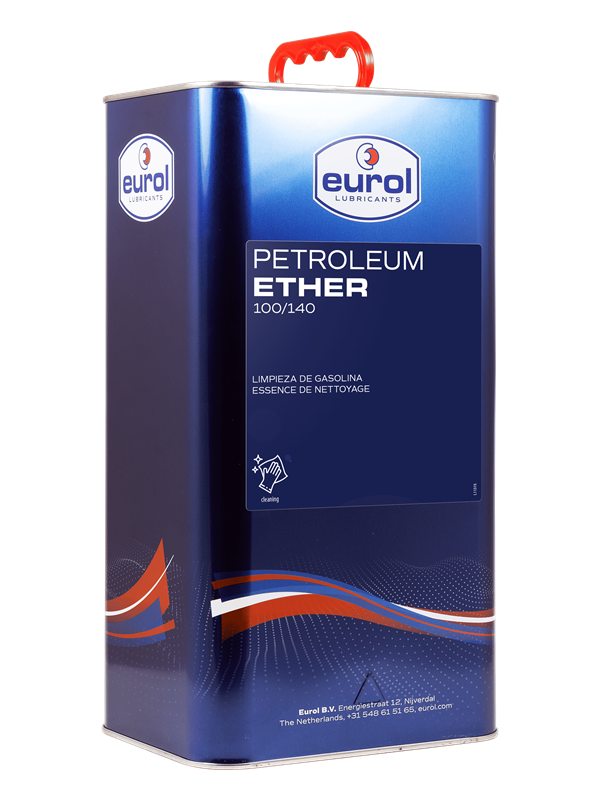 eurol
LUBRICANTS
eurol
LUBRICANTS
PETROLEUM
ETHER
100/140
LIMPIEZA DE GASOLINA
ESSENCE DE NETTOYAGE
cleaning
Eurol B.V. Energiestraat 12, Nijverdal
The Netherlands, +31 548 61 51 65, eurol.com